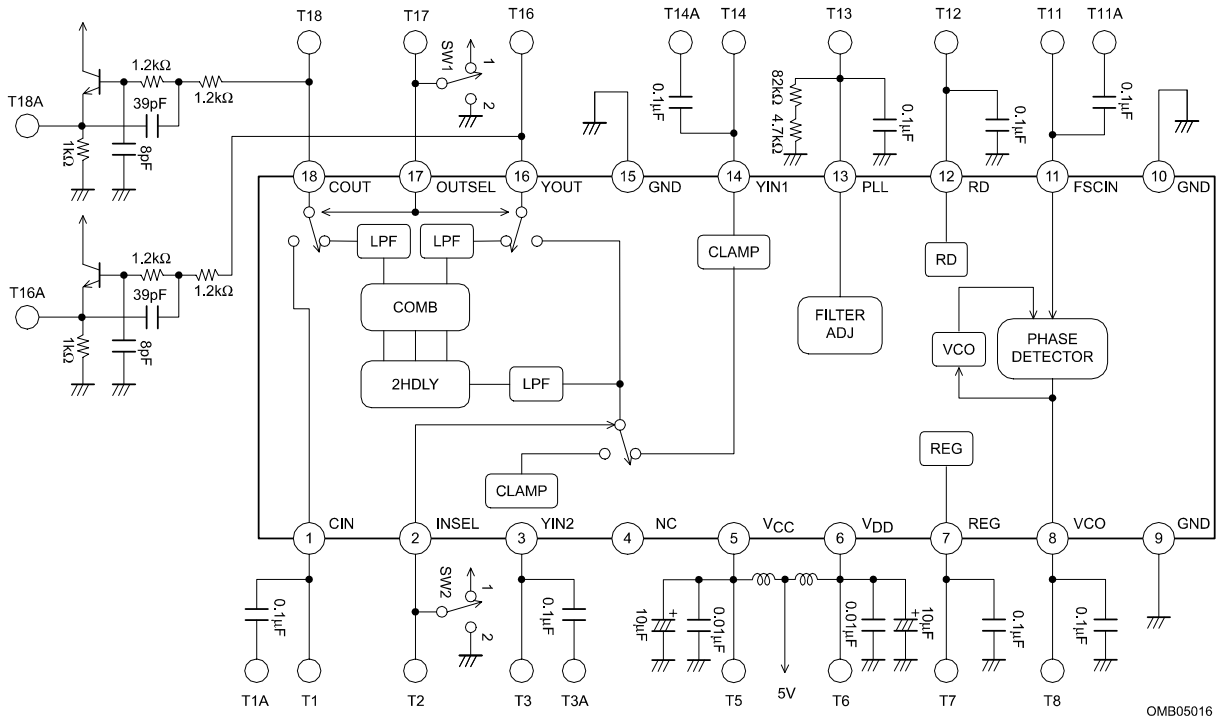 T18 T17 T16 T14A T14 T13 T12 T11 T11A
SW1 1 2
1.2kΩ
1.2kΩ
39pF
T18A
1kΩ
8pF
0.1μF
82kΩ
4.7kΩ
0.1μF
0.1μF
0.1μF
18 COUT 17 OUTSEL 16 YOUT 15 GND 14 YIN1 13 PLL 12 RD 11 FSCIN 10 GND
LPF LPF CLAMP RD
1.2kΩ
1.2kΩ
39pF
T16A
1kΩ
8pF
COMB
FILTER
ADJ
VCO
PHASE
DETECTOR
2HDLY LPF
REG
CLAMP
1 CIN 2 INSEL 3 YIN2 4 NC 5 VCC 6 VDD 7 REG 8 VCO 9 GND
SW2 1 2
0.1μF
0.1μF
10μF +
0.01μF
0.01μF
10μF +
0.1μF
0.1μF
T1A T1 T2 T3 T3A T5 5V T6 T7 T8
OMB05016